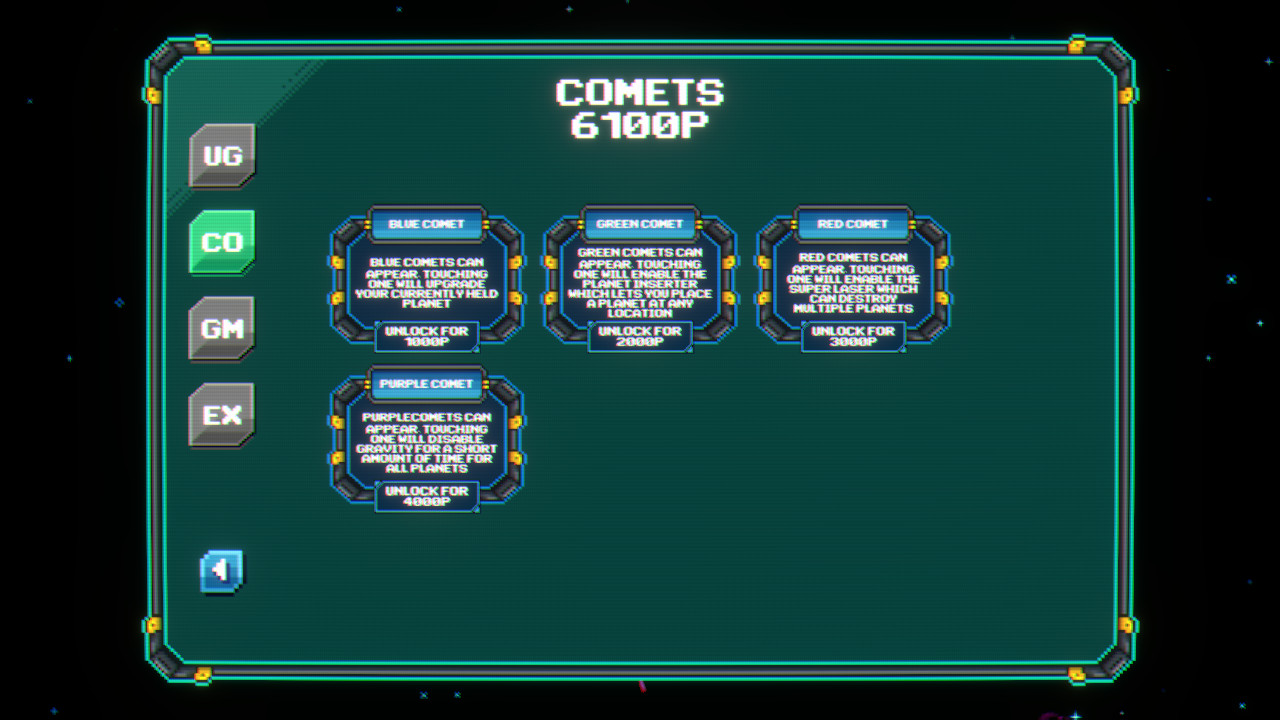 COMETS
6100P
UG
CO
GM
EX
BLUE COMET
BLUE COMETS CAN
APPEAR. TOUCHING
ONE WILL UPGRADE
YOUR CURRENTLY HELD
PLANET
UNLOCK FOR
1000P
GREEN COMET
GREEN COMETS CAN
APPEAR. TOUCHING
ONE WILL ENABLE THE
PLANET INSERTER
WHICH LETS YOU PLACE
A PLANET AT ANY
LOCATION
UNLOCK FOR
2000P
RED COMET
RED COMETS CAN
APPEAR. TOUCHING
ONE WILL ENABLE THE
SUPER LASER WHICH
CAN DESTROY
MULTIPLE PLANETS
UNLOCK FOR
3000P
PURPLE COMET
PURPLECOMETS CAN
APPEAR. TOUCHING
ONE WILL DISABLE
GRAVITY FOR A SHORT
AMOUNT OF TIME FOR
ALL PLANETS
UNLOCK FOR
4000P